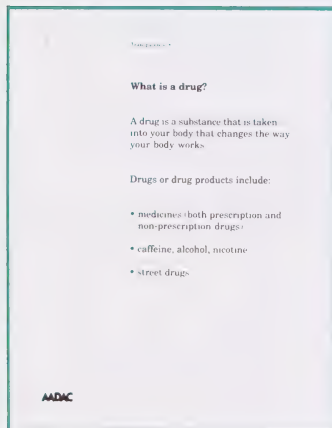 What is a drug?
A drug is a substance that is taken
into your body that changes the way
your body works
Drugs or drug products include:
• medicines (both prescription and
non-prescription drugs)
• caffeine, alcohol, nicotine
• street drugs
AADAC